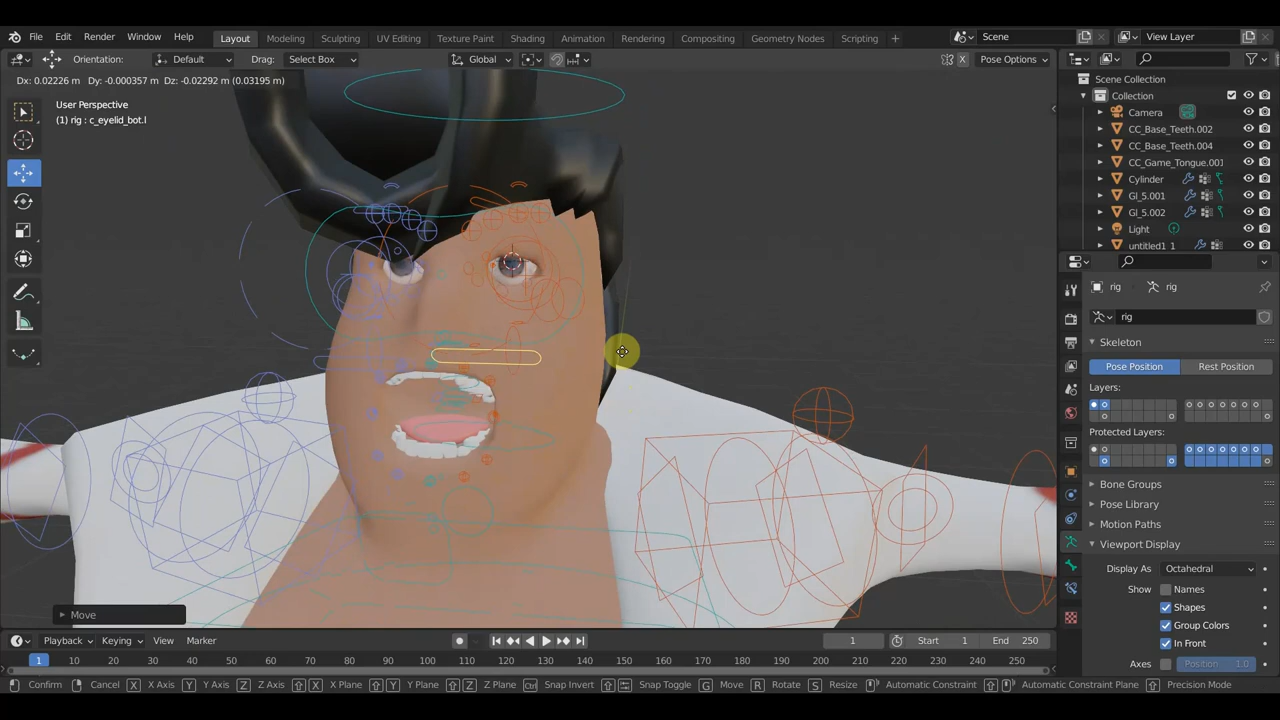 File Edit Render Window Help Layout Modeling Sculpting UV Editing Texture Paint Shading Animation Rendering Compositing Geometry Nodes Scripting + Scene View Layer
Orientation: Default Drag: Select Box Global X Pose Options
Dx: 0.02226 m Dy: -0.000357 m Dz: -0.02292 m (0.03195 m)
User Perspective
(1) rig : c_eyelid_bot.l
Scene Collection
Collection
Camera
CC_Base_Teeth.002
CC_Base_Teeth.004
CC_Game_Tongue.001
Cylinder
Gl_5.001
Gl_5.002
Light
untitled1_1
rig rig
rig
Skeleton
Pose Position Rest Position
Layers:
Protected Layers:
Bone Groups
Pose Library
Motion Paths
Viewport Display
Display As Octahedral
Show Names
Shapes
Group Colors
In Front
Axes Position 1.0
Move
Playback Keying View Marker 1 Start 1 End 250
1 10 20 30 40 50 60 70 80 90 100 110 120 130 140 150 160 170 180 190 200 210 220 230 240 250
Confirm Cancel X X Axis Y Y Axis Z Z Axis X X Plane Y Y Plane Z Z Plane Ctrl Snap Invert Snap Toggle G Move R Rotate S Resize Automatic Constraint Automatic Constraint Plane Precision Mode